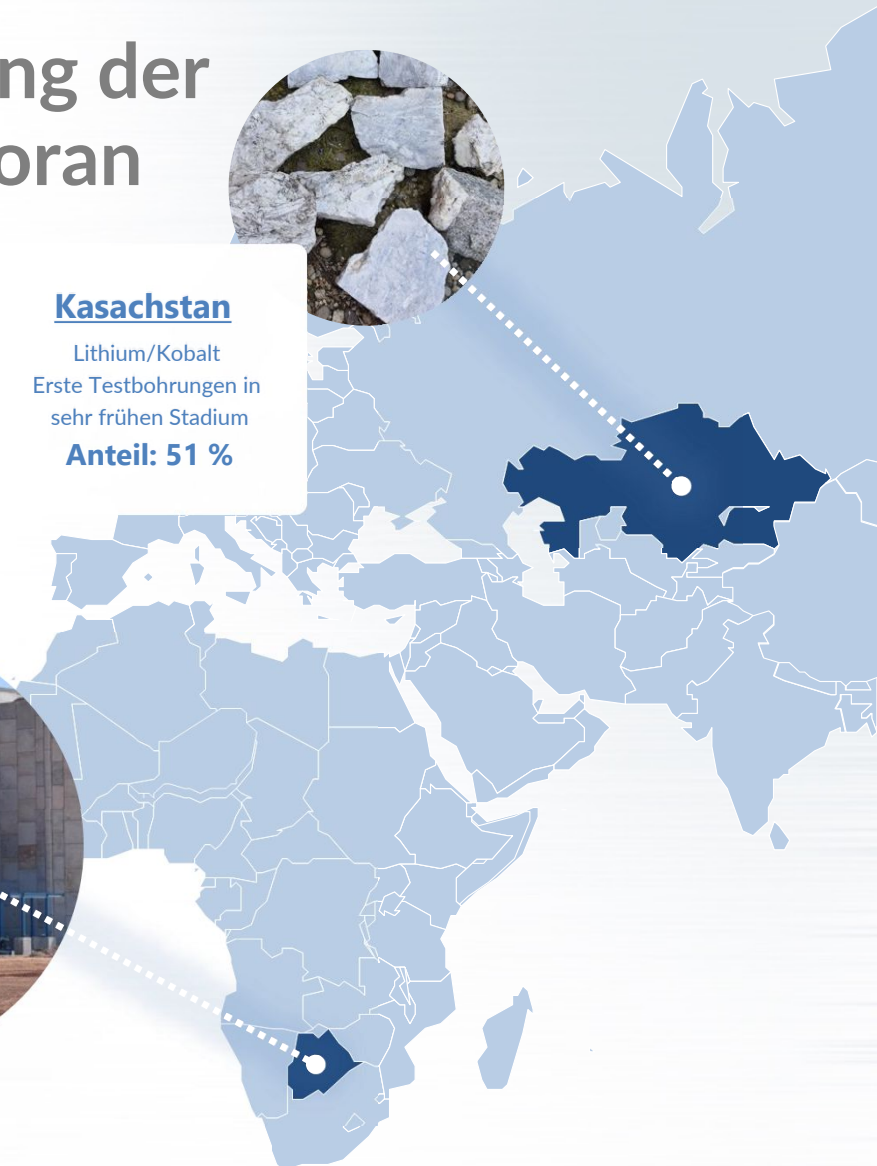 ng der
oran
Kasachstan
Lithium/Kobalt
Erste Testbohrungen in
sehr frühen Stadium
Anteil: 51 %